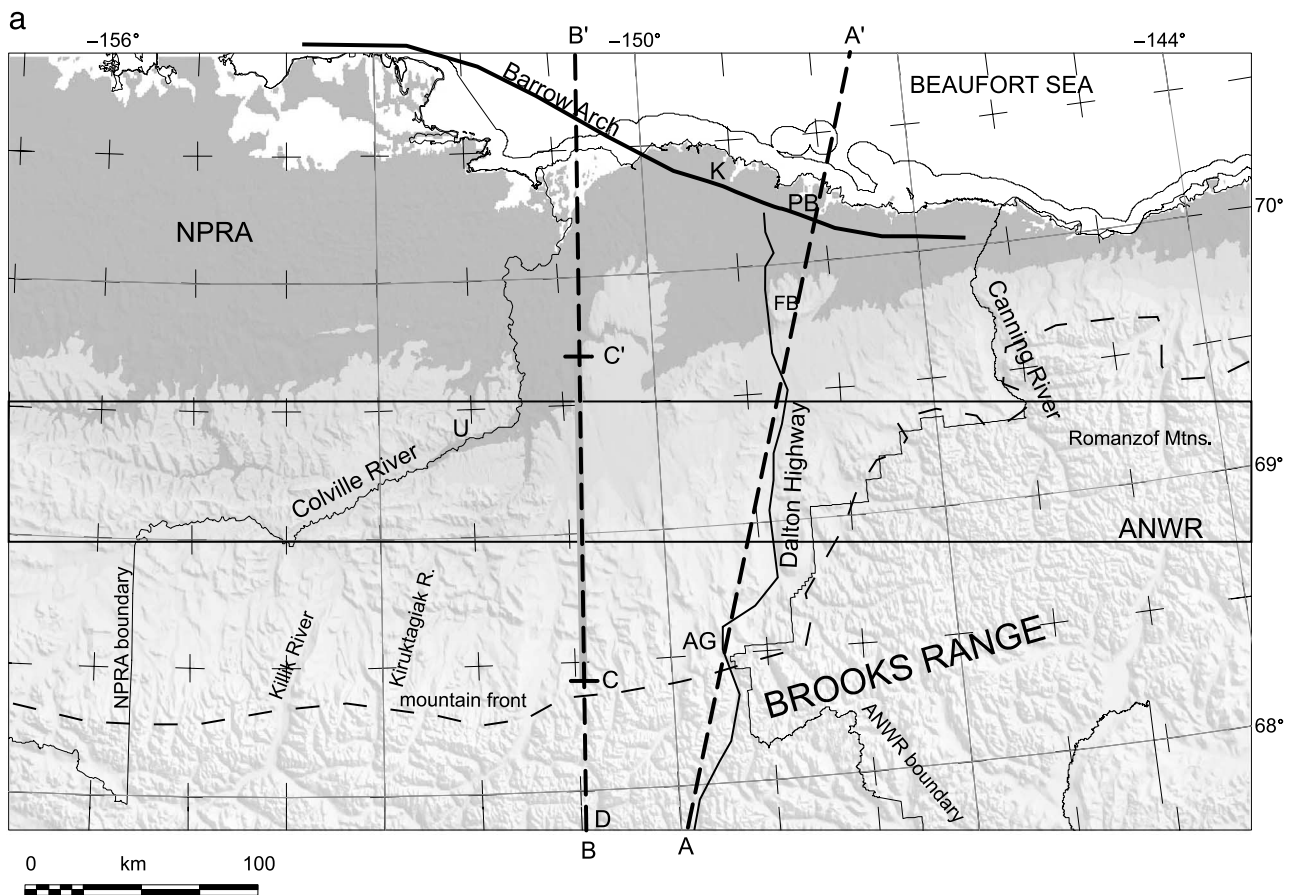 a
−156°
B'
−150°
A'
−144°
Barrow Arch
BEAUFORT SEA
K
PB
70°
NPRA
FB
Canning River
C'
Dalton Highway
U
Romanzof Mtns.
Colville River
69°
ANWR
NPRA boundary
Killik River
Kiruktagiak R.
AG
BROOKS RANGE
C
mountain front
ANWR boundary
68°
D
B
A
0 km 100